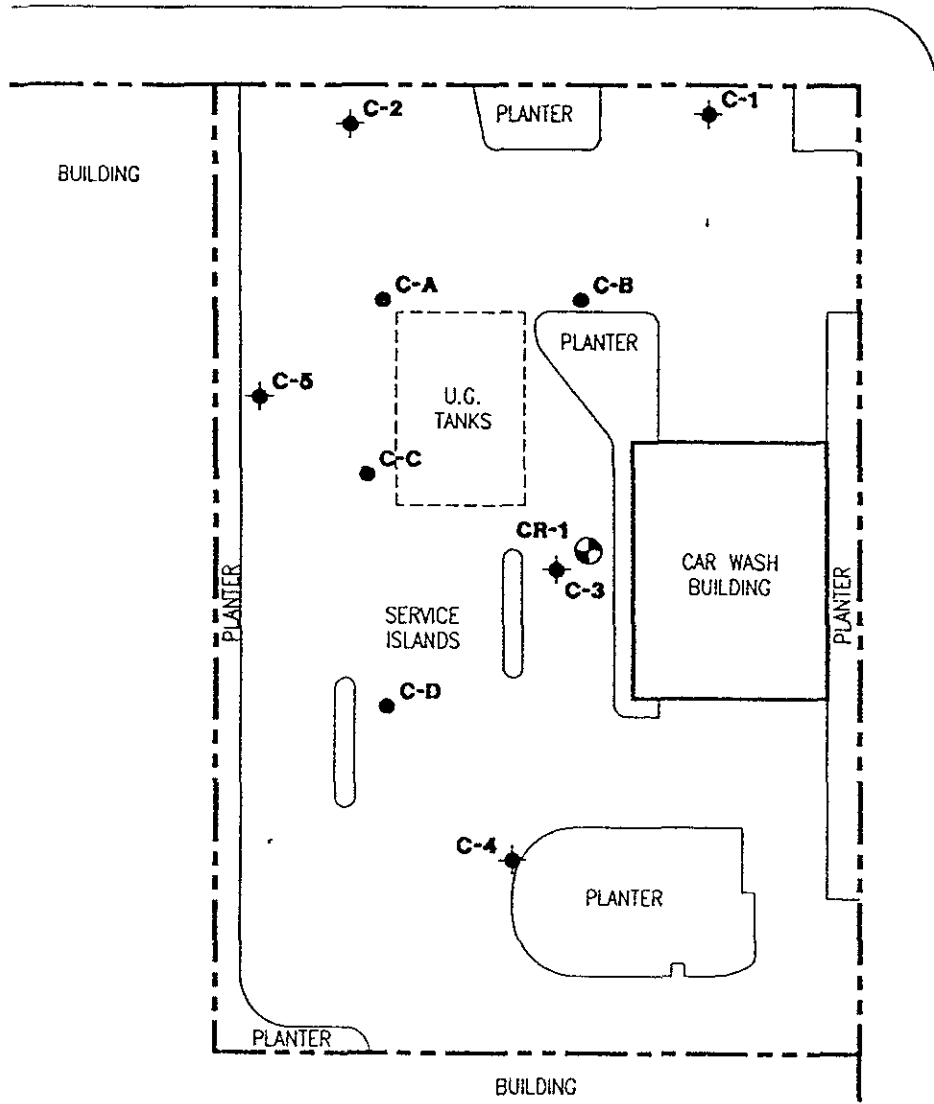 C-2
PLANTER
C-1
BUILDING
C-A
C-B
PLANTER
C-5
U.G.
TANKS
C-C
CR-1
C-3
CAR WASH
BUILDING
PLANTER
PLANTER
SERVICE
ISLANDS
C-D
C-4
PLANTER
PLANTER
BUILDING